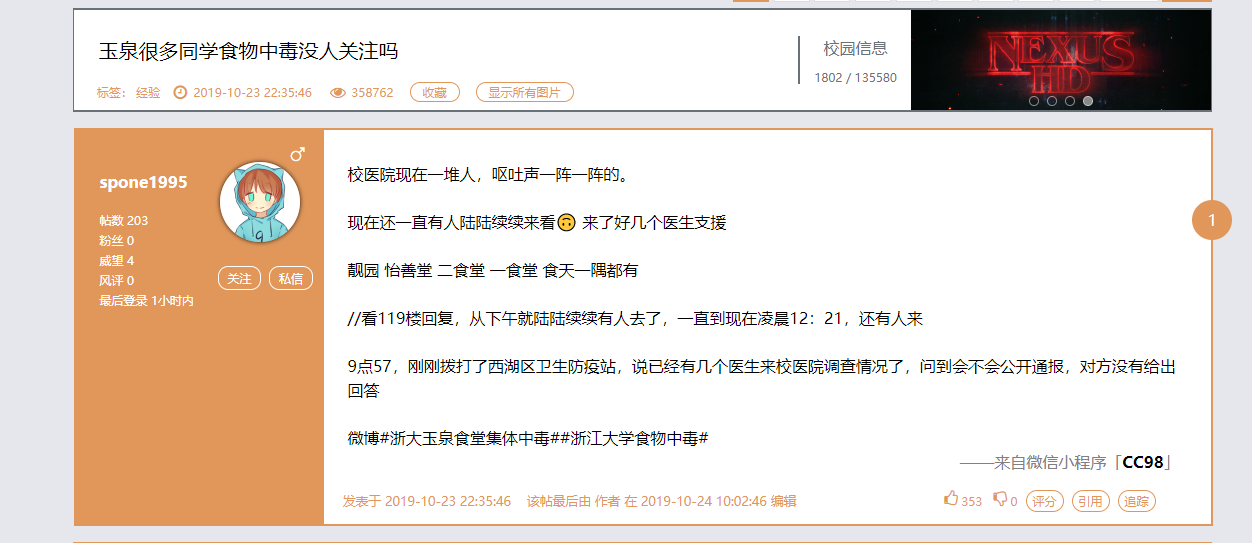 玉泉很多同学食物中毒没人关注吗
标签： 经验 2019-10-23 22:35:46 358762 收藏 显示所有图片
校园信息
1802 / 135580
NEXUS
HD
spone1995
帖数 203
粉丝 0
威望 4
风评 0
最后登录 1小时内
关注 私信
9
校医院现在一堆人，呕吐声一阵一阵的。
现在还一直有人陆陆续续来看🙃 来了好几个医生支援
靓园 怡善堂 二食堂 一食堂 食天一隅都有
//看119楼回复，从下午就陆陆续续有人去了，一直到现在凌晨12：21，还有人来
9点57，刚刚拨打了西湖区卫生防疫站，说已经有几个医生来校医院调查情况了，问到会不会公开通报，对方没有给出
回答
微博#浙大玉泉食堂集体中毒##浙江大学食物中毒#
——来自微信小程序「CC98」
发表于 2019-10-23 22:35:46 该帖最后由 作者 在 2019-10-24 10:02:46 编辑
353 0 评分 引用 追踪
1